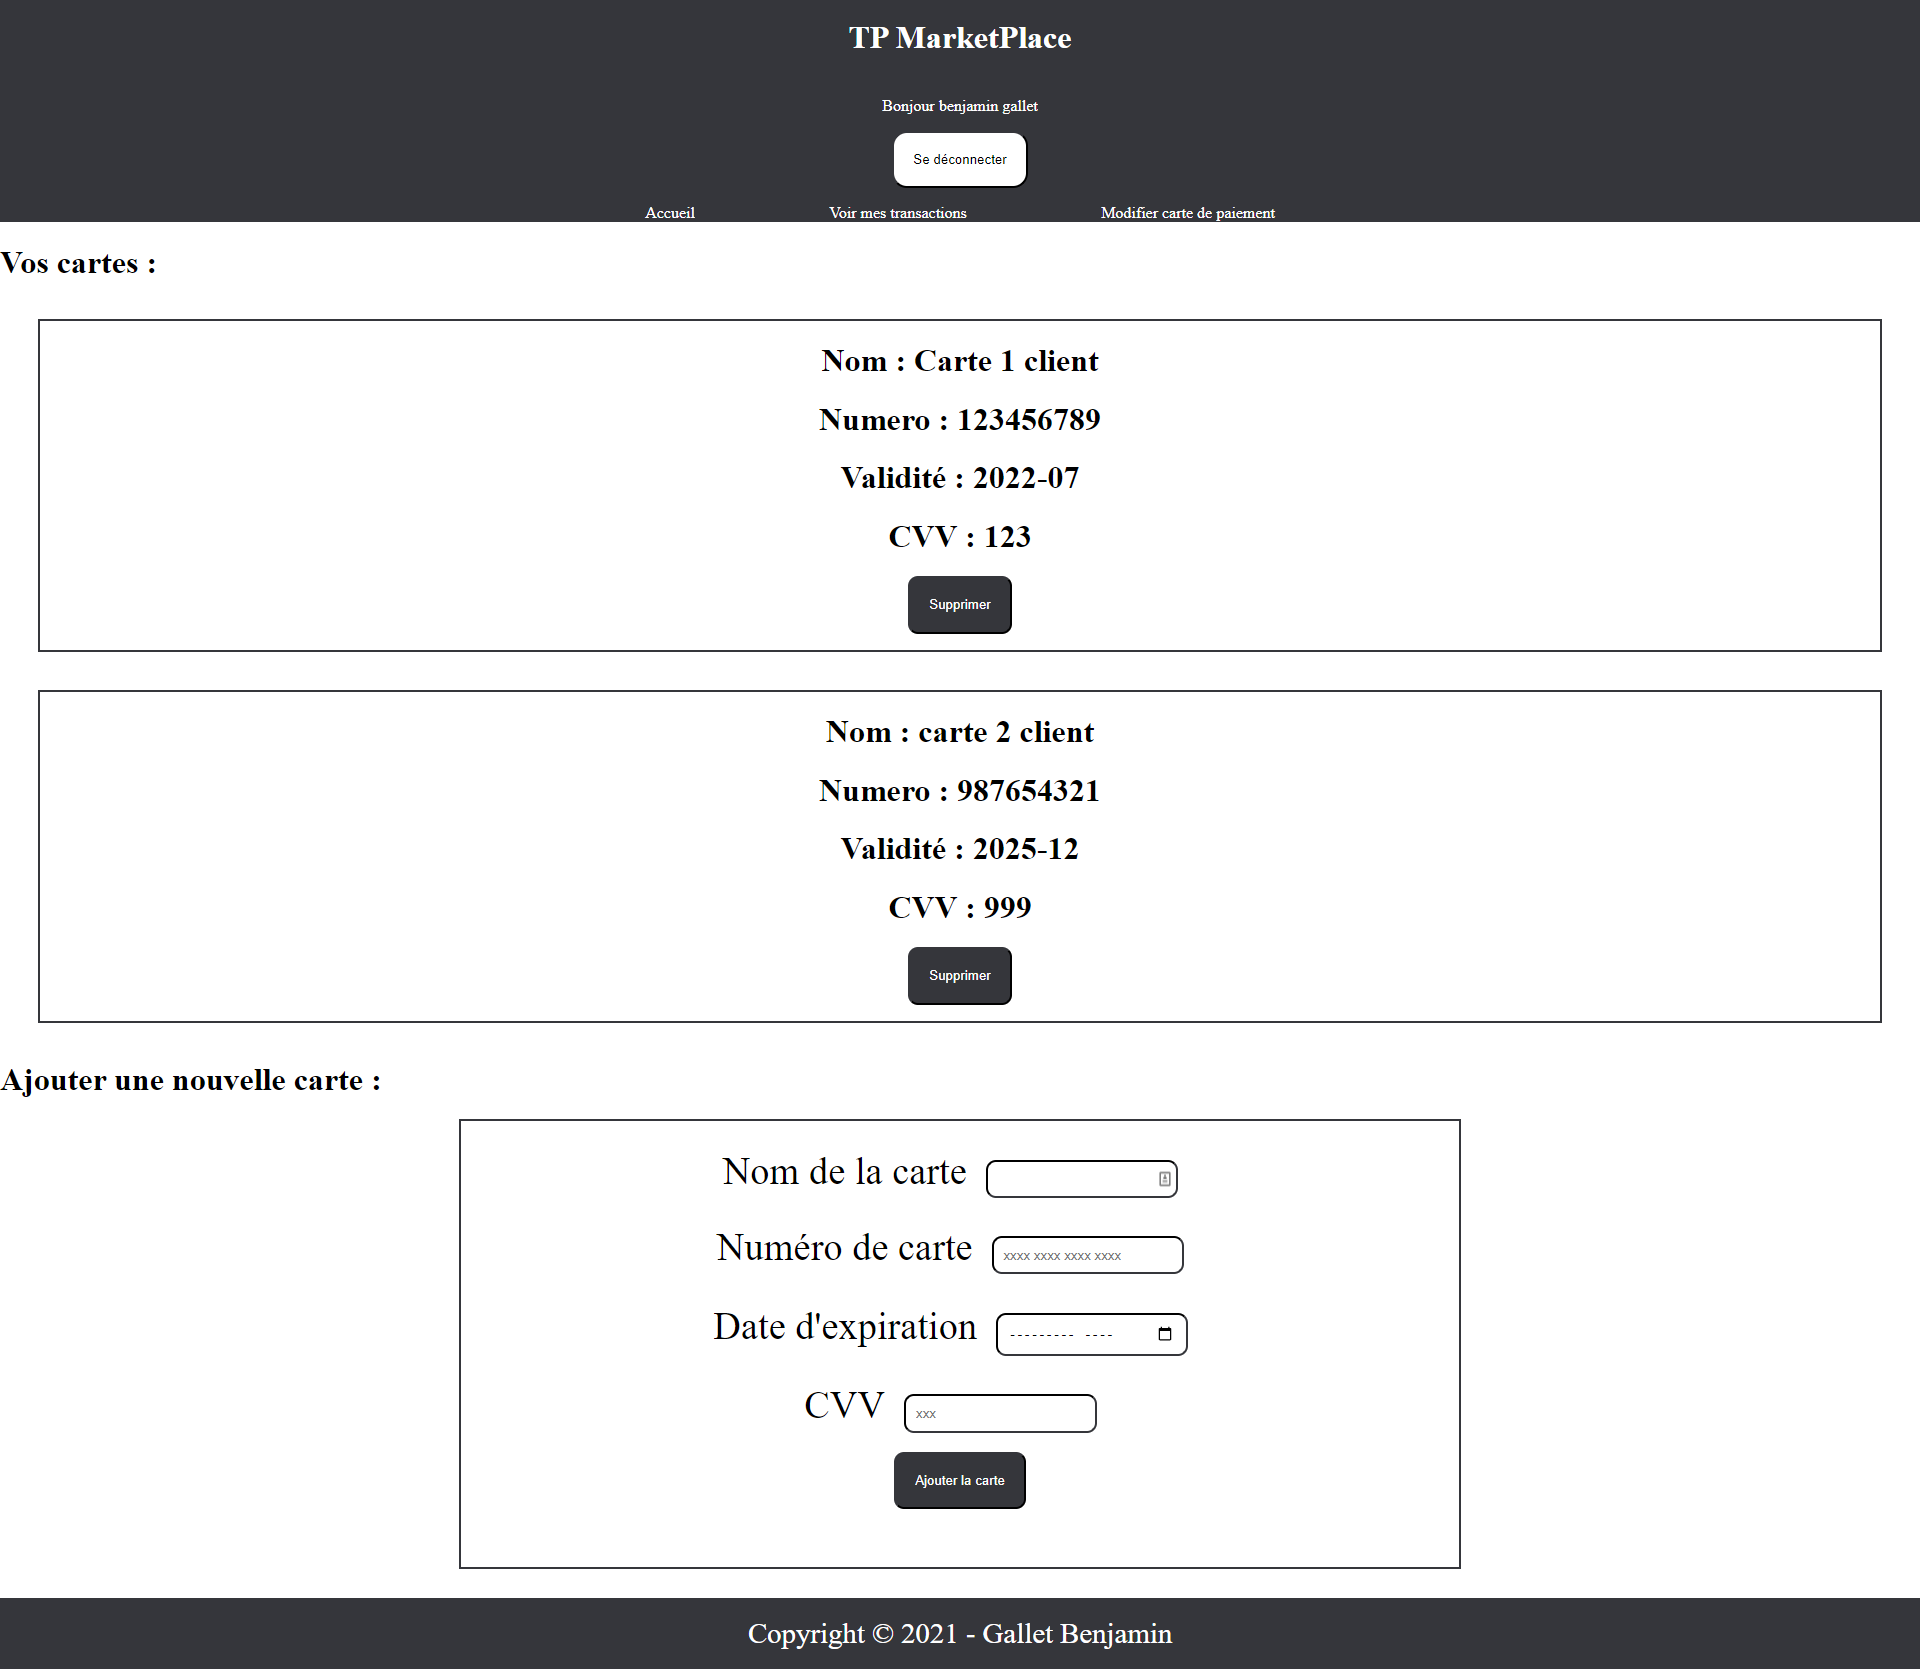 TP MarketPlace
Bonjour benjamin gallet
Se déconnecter
Accueil Voir mes transactions Modifier carte de paiement
Vos cartes :
Nom : Carte 1 client
Numero : 123456789
Validité : 2022-07
CVV : 123
Supprimer
Nom : carte 2 client
Numero : 987654321
Validité : 2025-12
CVV : 999
Supprimer
Ajouter une nouvelle carte :
Nom de la carte
Numéro de carte xxxx xxxx xxxx xxxx
Date d'expiration --------- ----
CVV xxx
Ajouter la carte
Copyright © 2021 - Gallet Benjamin